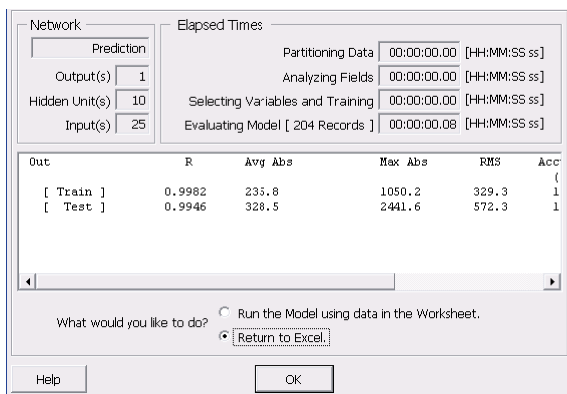 Network
Prediction
Output(s) 1
Hidden Unit(s) 10
Input(s) 25
Elapsed Times
Partitioning Data 00:00:00.00 [HH:MM:SS ss]
Analyzing Fields 00:00:00.00 [HH:MM:SS ss]
Selecting Variables and Training 00:00:00.00 [HH:MM:SS ss]
Evaluating Model [ 204 Records ] 00:00:00.08 [HH:MM:SS ss]
Out R Avg Abs Max Abs RMS Acc
(
[ Train ] 0.9982 235.8 1050.2 329.3 1
[ Test ] 0.9946 328.5 2441.6 572.3 1
What would you like to do?
Run the Model using data in the Worksheet.
Return to Excel.
Help OK